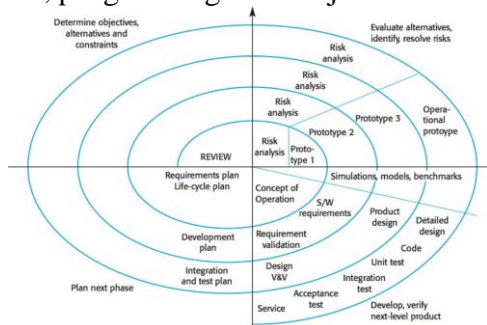 Determine objectives,
alternatives and
constraints
Evaluate alternatives,
identify, resolve risks
Risk
analysis
Risk
analysis
Risk
analysis
Risk
analysis
Proto-
type 1
Prototype 2
Prototype 3
Opera-
tional
protoype
REVIEW
Requirements plan
Life-cycle plan
Development
plan
Integration
and test plan
Plan next phase
Simulations, models, benchmarks
Concept of
Operation
S/W
requirements
Requirement
validation
Product
design
Detailed
design
Design
V&V
Code
Unit test
Integration
test
Acceptance
test
Service
Develop, verify
next-level product